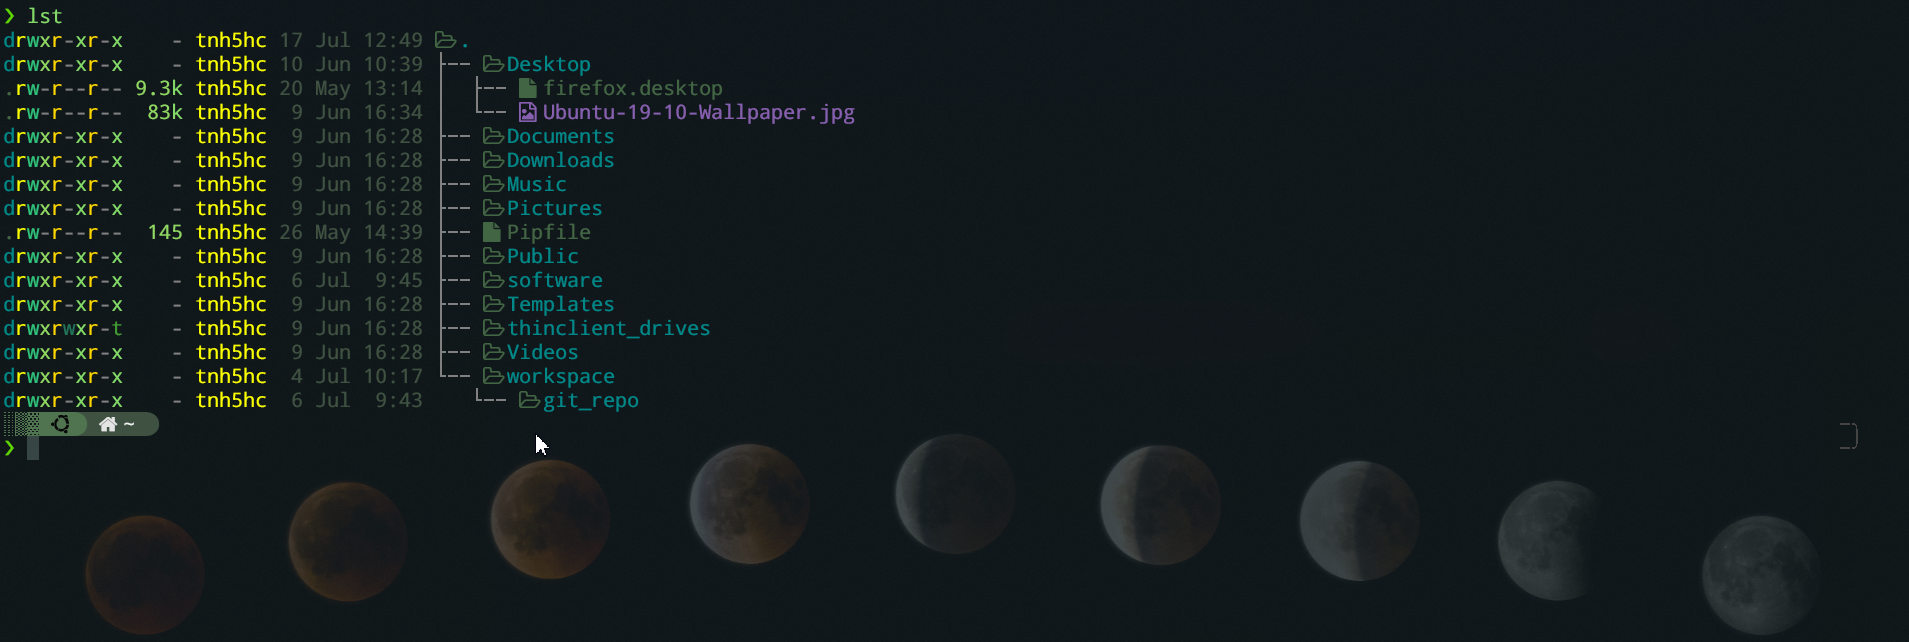 ❯ lst
drwxr-xr-x    - tnh5hc 17 Jul 12:49 .
drwxr-xr-x    - tnh5hc 10 Jun 10:39 ├── Desktop
.rw-r--r-- 9.3k tnh5hc 20 May 13:14 │  ├── firefox.desktop
.rw-r--r--  83k tnh5hc  9 Jun 16:34 │  └── Ubuntu-19-10-Wallpaper.jpg
drwxr-xr-x    - tnh5hc  9 Jun 16:28 ├── Documents
drwxr-xr-x    - tnh5hc  9 Jun 16:28 ├── Downloads
drwxr-xr-x    - tnh5hc  9 Jun 16:28 ├── Music
drwxr-xr-x    - tnh5hc  9 Jun 16:28 ├── Pictures
.rw-r--r--  145 tnh5hc 26 May 14:39 ├── Pipfile
drwxr-xr-x    - tnh5hc  9 Jun 16:28 ├── Public
drwxr-xr-x    - tnh5hc  6 Jul  9:45 ├── software
drwxr-xr-x    - tnh5hc  9 Jun 16:28 ├── Templates
drwxrwxr-t    - tnh5hc  9 Jun 16:28 ├── thinclient_drives
drwxr-xr-x    - tnh5hc  9 Jun 16:28 ├── Videos
drwxr-xr-x    - tnh5hc  4 Jul 10:17 └── workspace
drwxr-xr-x    - tnh5hc  6 Jul  9:43    └── git_repo
~
❯